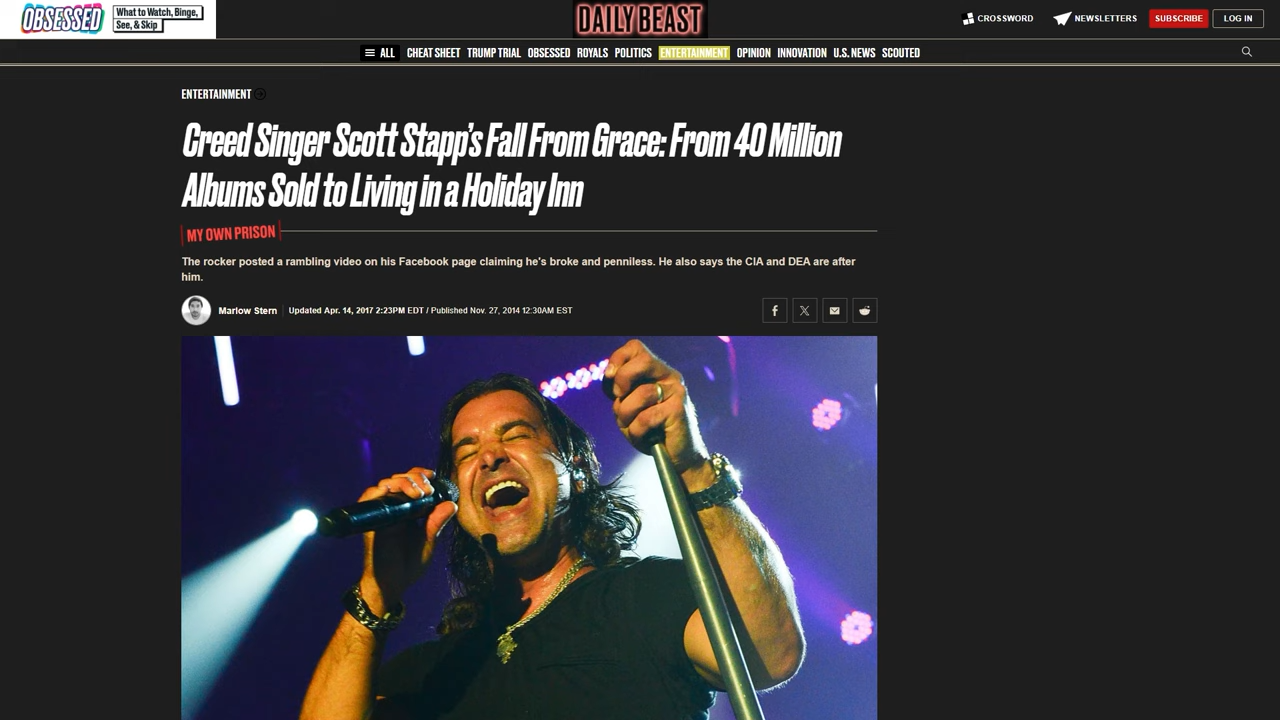 OBSESSED
What to Watch, Binge,
See, & Skip
DAILY BEAST
CROSSWORD
NEWSLETTERS
SUBSCRIBE
LOG IN
ALL
CHEAT SHEET
TRUMP TRIAL
OBSESSED
ROYALS
POLITICS
ENTERTAINMENT
OPINION
INNOVATION
U.S. NEWS
SCOUTED
ENTERTAINMENT
Creed Singer Scott Stapp's Fall From Grace: From 40 Million
Albums Sold to Living in a Holiday Inn
MY OWN PRISON
The rocker posted a rambling video on his Facebook page claiming he's broke and penniless. He also says the CIA and DEA are after
him.
Marlow Stern
Updated Apr. 14, 2017 2:23PM EDT / Published Nov. 27, 2014 12:30AM EST